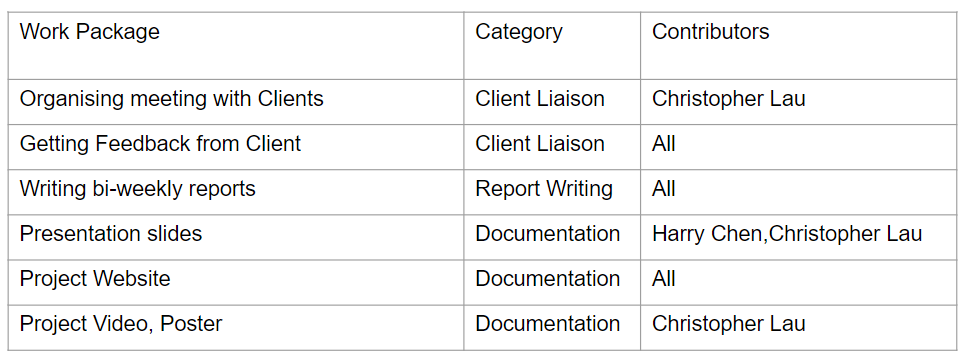 Work Package Category Contributors
Organising meeting with Clients Client Liaison Christopher Lau
Getting Feedback from Client Client Liaison All
Writing bi-weekly reports Report Writing All
Presentation slides Documentation Harry Chen,Christopher Lau
Project Website Documentation All
Project Video, Poster Documentation Christopher Lau